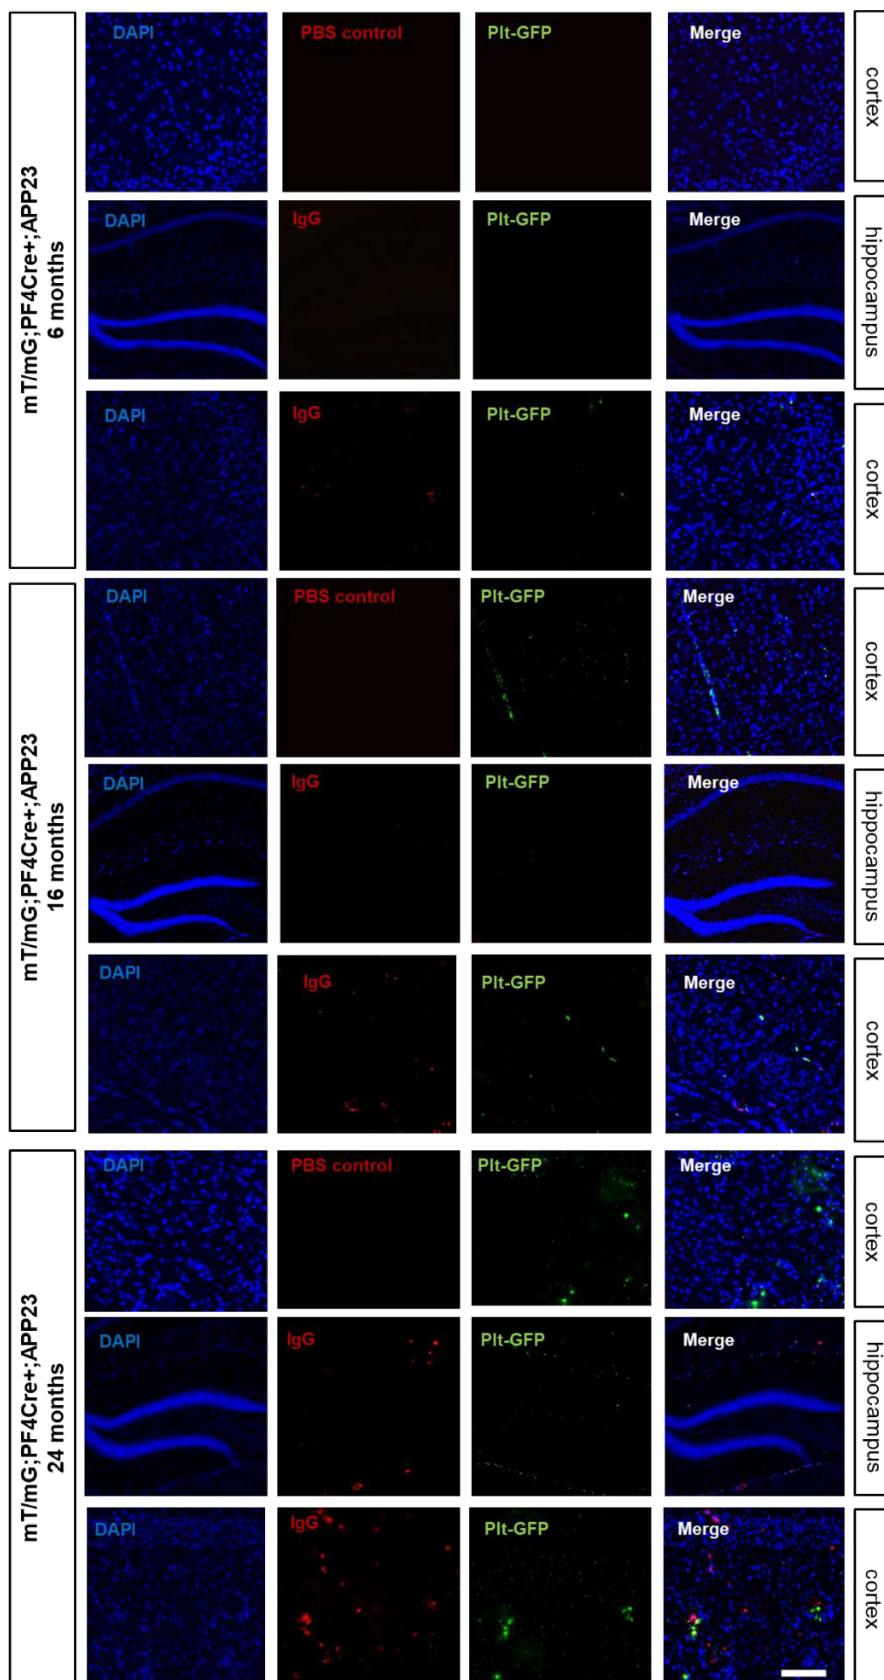 mT/mG;PF4Cre+;APP23
6 months
DAPI
PBS control
Plt-GFP
Merge
cortex
DAPI
IgG
Plt-GFP
Merge
hippocampus
DAPI
IgG
Plt-GFP
Merge
cortex
mT/mG;PF4Cre+;APP23
16 months
DAPI
PBS control
Plt-GFP
Merge
cortex
DAPI
IgG
Plt-GFP
Merge
hippocampus
DAPI
IgG
Plt-GFP
Merge
cortex
mT/mG;PF4Cre+;APP23
24 months
DAPI
PBS control
Plt-GFP
Merge
cortex
DAPI
IgG
Plt-GFP
Merge
hippocampus
DAPI
IgG
Plt-GFP
Merge
cortex